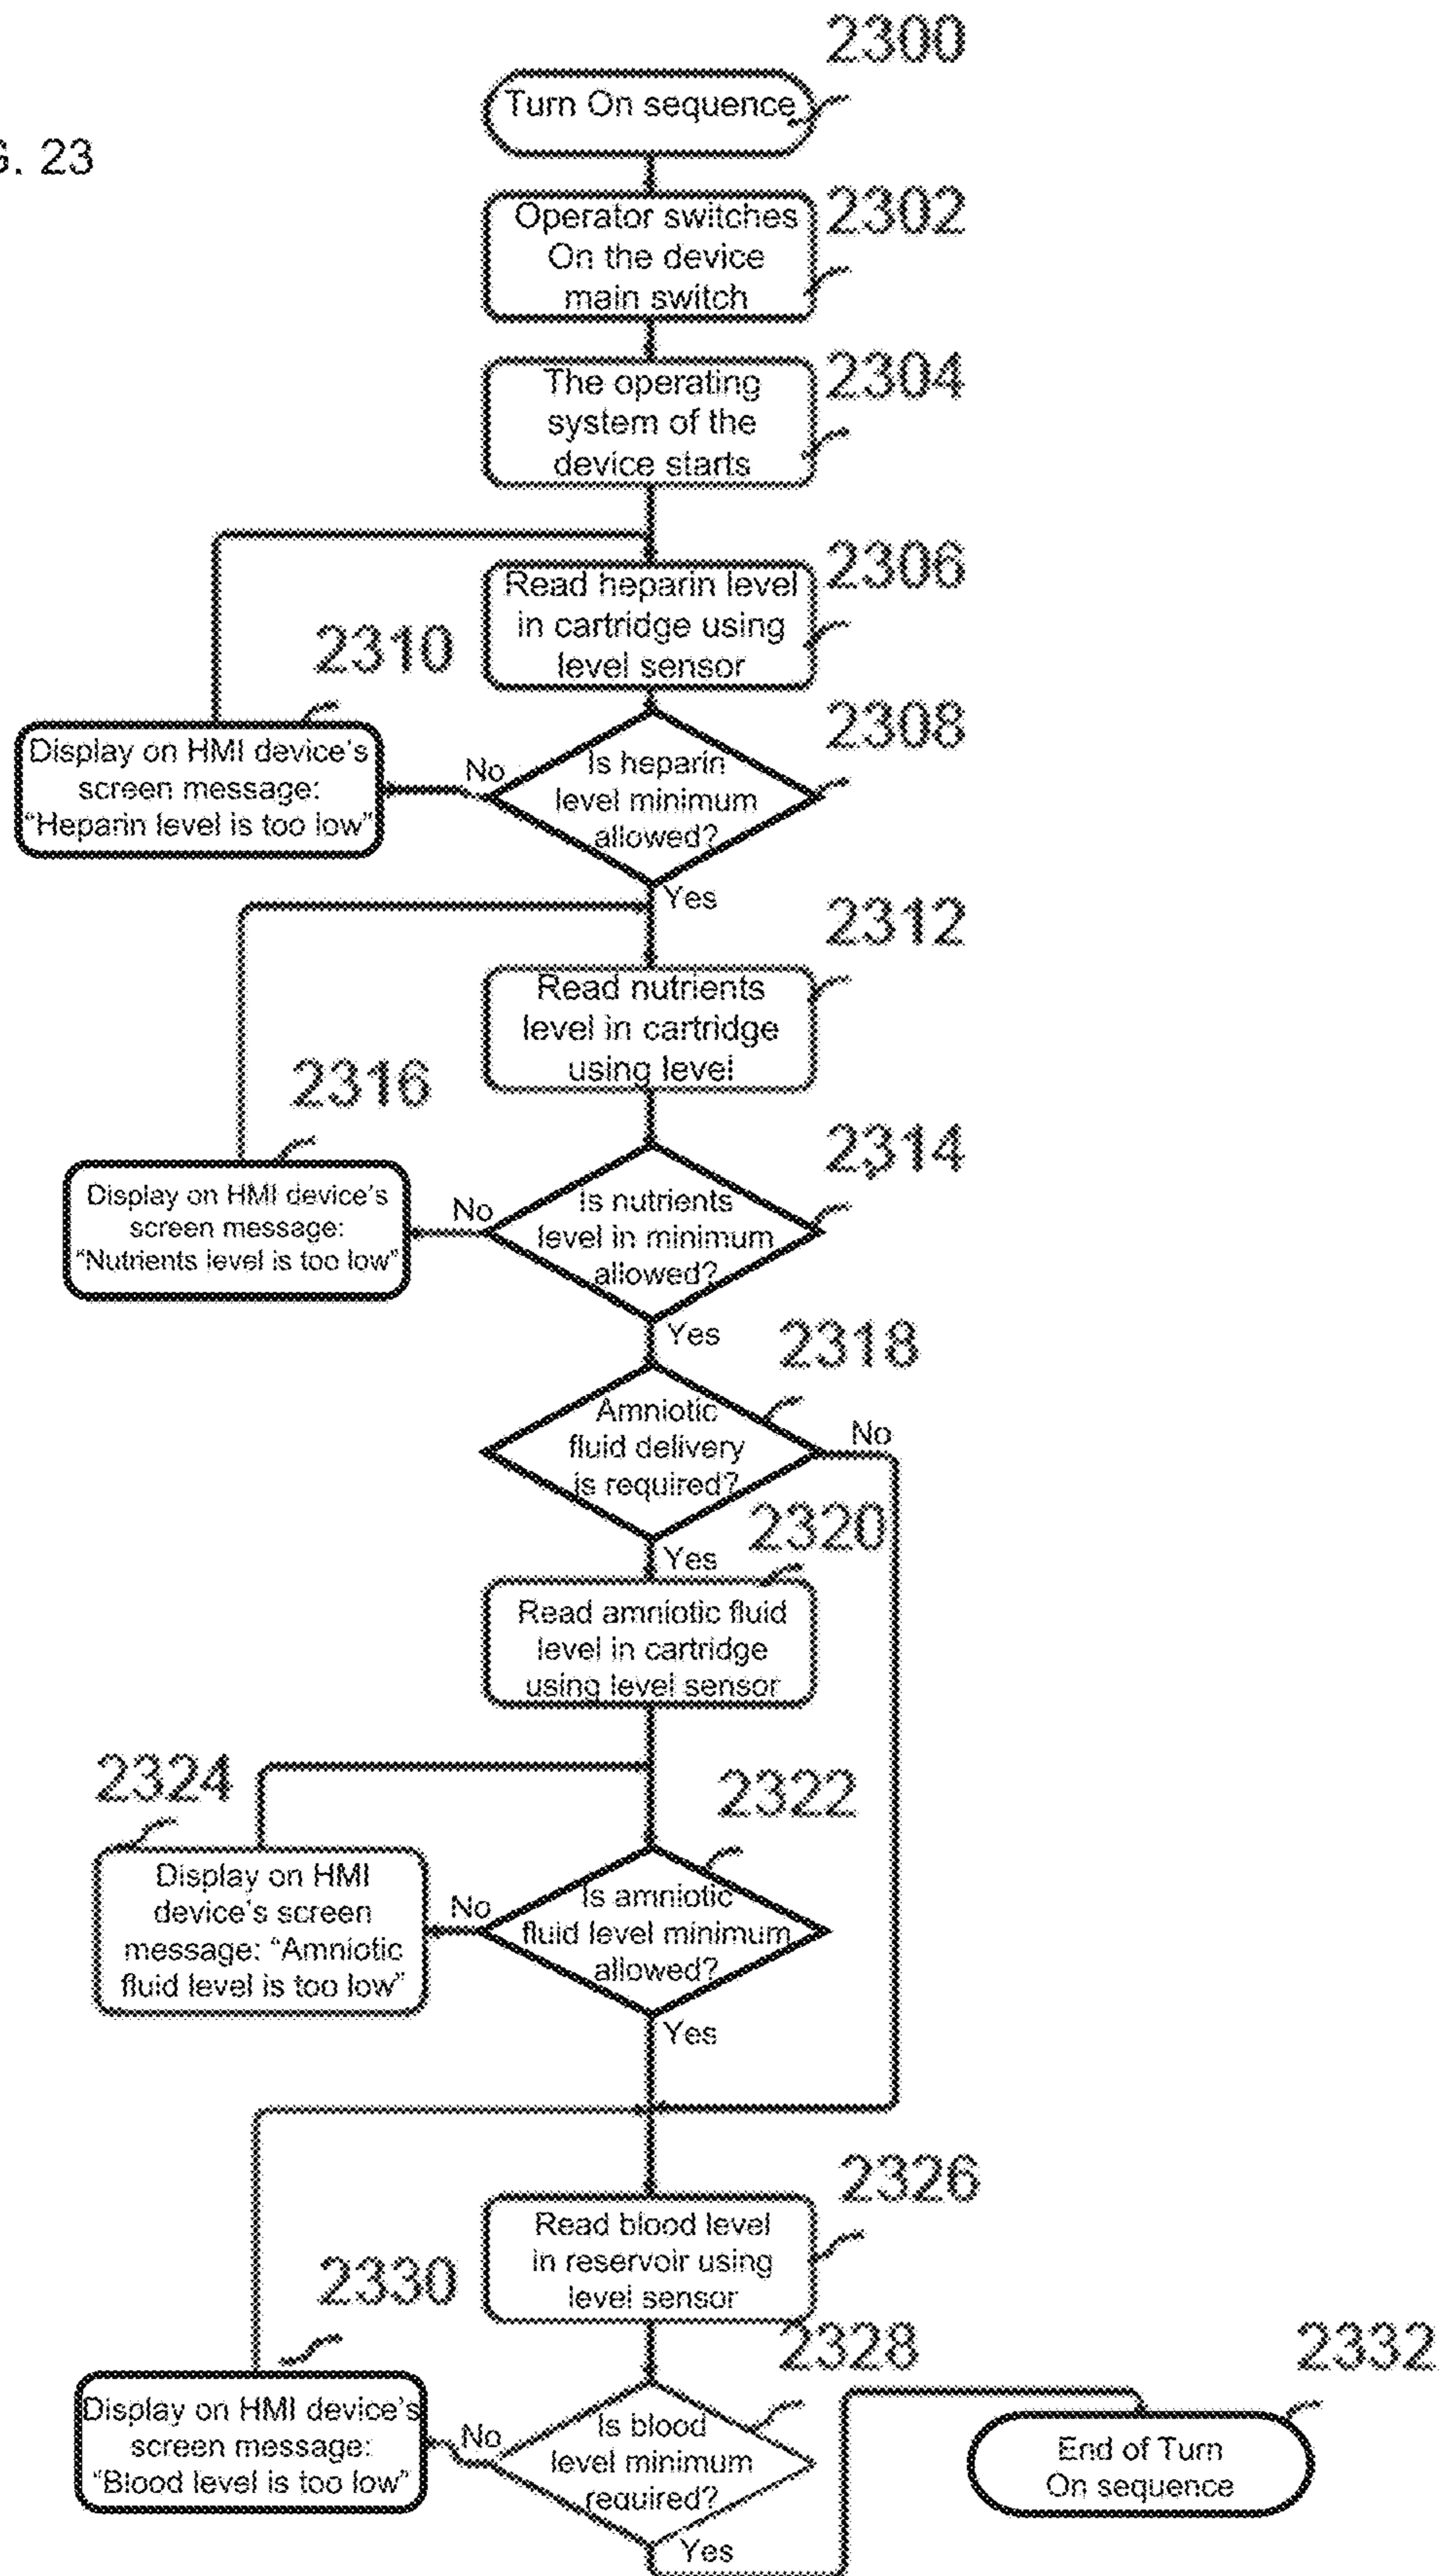 2300
Turn On sequence
G. 23
2302
Operator switches
On the device
main switch
2304
The operating
system of the
device starts
2306
Read heparin level
in cartridge using
level sensor
2310
2308
Display on HMI device's
screen message:
"Heparin level is too low"
No
Is heparin
level minimum
allowed?
Yes
2312
Read nutrients
level in cartridge
using level
2316
2314
Display on HMI device's
screen message:
"Nutrients level is too low"
No
Is nutrients
level in minimum
allowed?
Yes
2318
Amniotic
fluid delivery
is required?
No
2320
Yes
Read amniotic fluid
level in cartridge
using level sensor
2324
2322
Display on HMI
device's screen
message: "Amniotic
fluid level is too low"
No
Is amniotic
fluid level minimum
allowed?
Yes
2326
Read blood level
in reservoir using
level sensor
2330
2328
2332
Display on HMI device's
screen message:
"Blood level is too low"
No
Is blood
level minimum
required?
Yes
End of Turn
On sequence